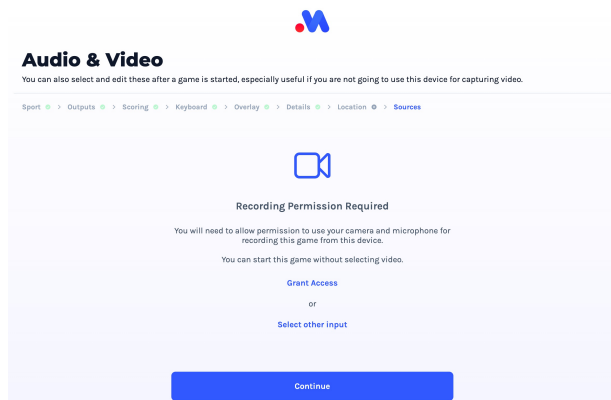 Audio & Video
You can also select and edit these after a game is started, especially useful if you are not going to use this device for capturing video.
Sport > Outputs > Scoring > Keyboard > Overlay > Details > Location > Sources
Recording Permission Required
You will need to allow permission to use your camera and microphone for
recording this game from this device.
You can start this game without selecting video.
Grant Access
or
Select other input
Continue